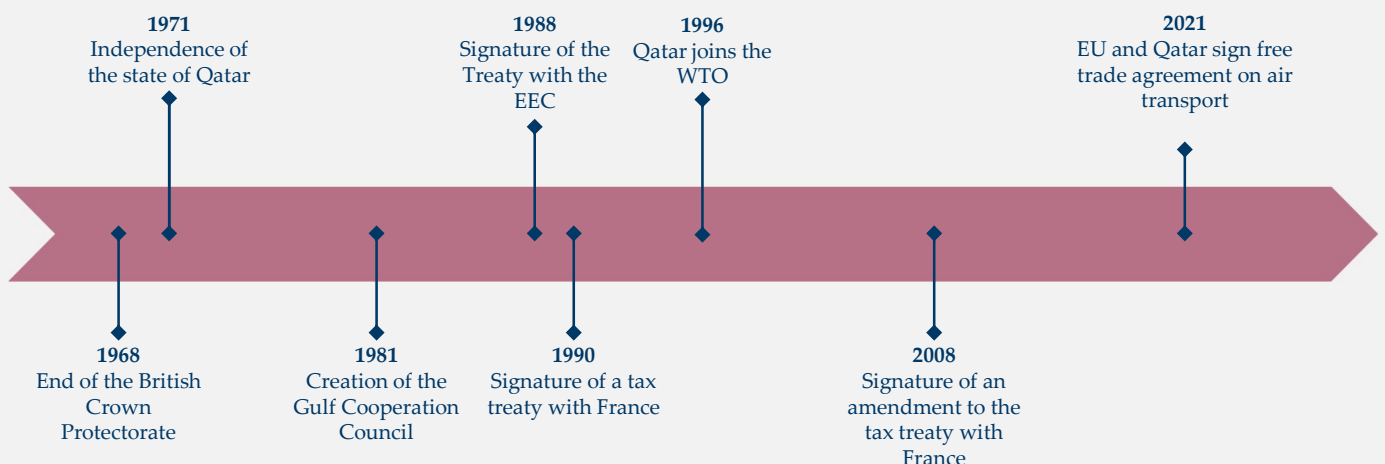 1971
Independence of
the state of Qatar
1988
Signature of the
Treaty with the
EEC
1996
Qatar joins the
WTO
2021
EU and Qatar sign free
trade agreement on air
transport
1968
End of the British
Crown
Protectorate
1981
Creation of the
Gulf Cooperation
Council
1990
Signature of a tax
treaty with France
2008
Signature of an
amendment to the
tax treaty with
France